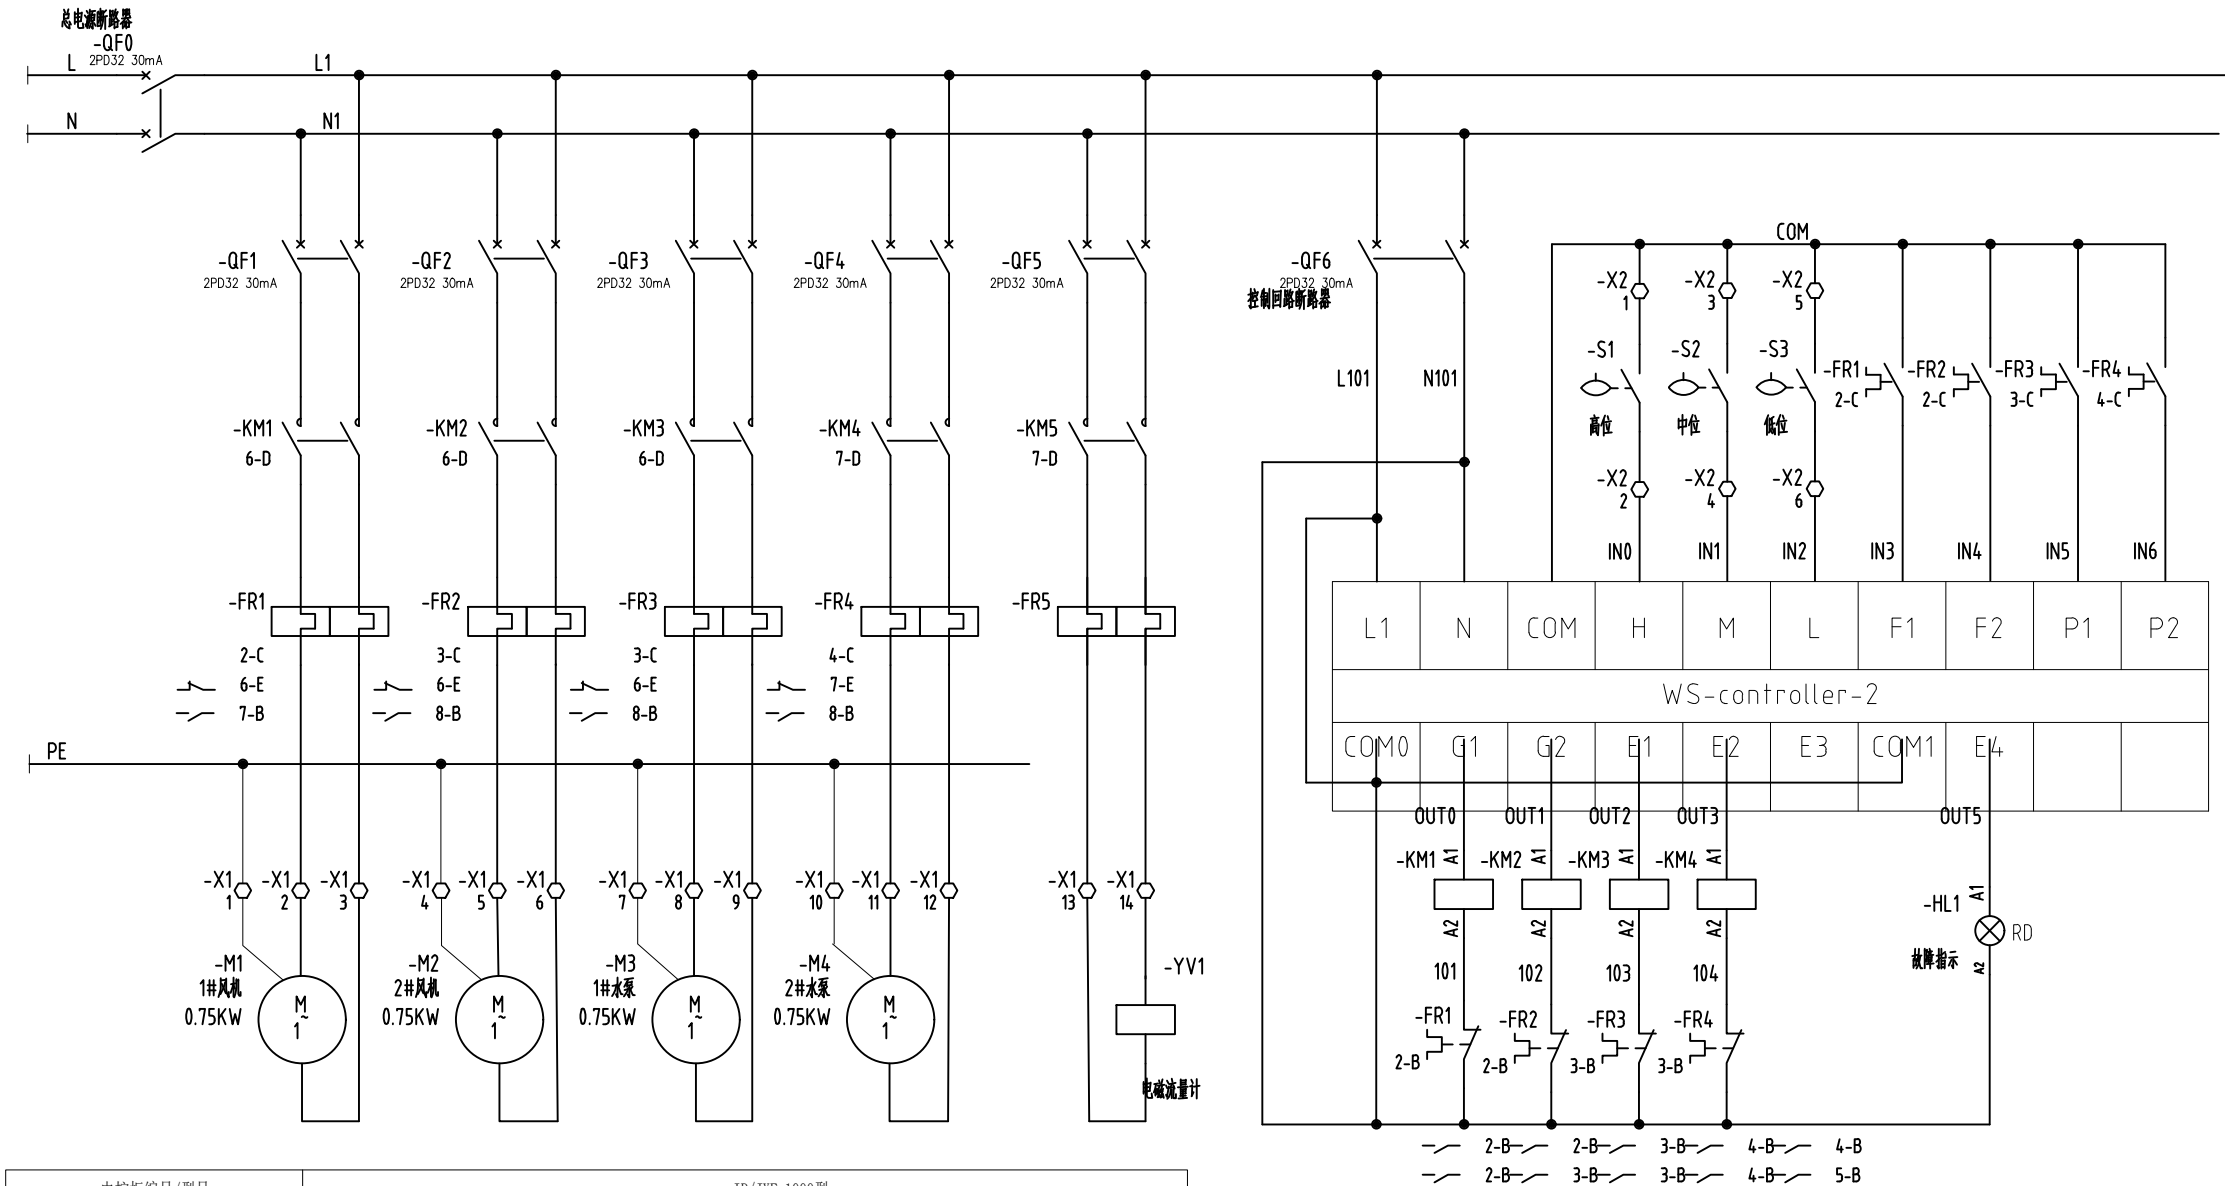 总电源断路器
-QF0
2PD32 30mA
L
L1
N
N1
-QF1
2PD32 30mA
-QF2
2PD32 30mA
-QF3
2PD32 30mA
-QF4
2PD32 30mA
-QF5
2PD32 30mA
-QF6
2PD32 30mA
控制回路断路器
L101
N101
COM
-X2
1
-X2
3
-X2
5
-S1
高位
-S2
中位
-S3
低位
-FR1
2-C
-FR2
2-C
-FR3
3-C
-FR4
4-C
-KM1
6-D
-KM2
6-D
-KM3
6-D
-KM4
7-D
-KM5
7-D
-X2
2
-X2
4
-X2
6
IN0
IN1
IN2
IN3
IN4
IN5
IN6
-FR1
2-C
6-E
7-B
-FR2
3-C
6-E
8-B
-FR3
3-C
6-E
8-B
-FR4
4-C
7-E
8-B
-FR5
L1 N COM H M L F1 F2 P1 P2
WS-controller-2
COM0 G1 G2 E1 E2 E3 COM1 E4
PE
OUT0
OUT1
OUT2
OUT3
OUT5
-KM1 A1
-KM2 A1
-KM3 A1
-KM4 A1
A2
A2
A2
A2
-HL1
A1
RD
A2
故障指示
-X1
1
-X1
2
-X1
3
-X1
4
-X1
5
-X1
6
-X1
7
-X1
8
-X1
9
-X1
10
-X1
11
-X1
12
-X1
13
-X1
14
101
102
103
104
-M1
1#风机
0.75KW
M
1~
-M2
2#风机
0.75KW
M
1~
-M3
1#水泵
0.75KW
M
1~
-M4
2#水泵
0.75KW
M
1~
-YV1
电磁流量计
-FR1
2-B
-FR2
2-B
-FR3
3-B
-FR4
3-B
2-B 2-B 3-B 4-B 4-B
2-B 3-B 3-B 4-B 5-B